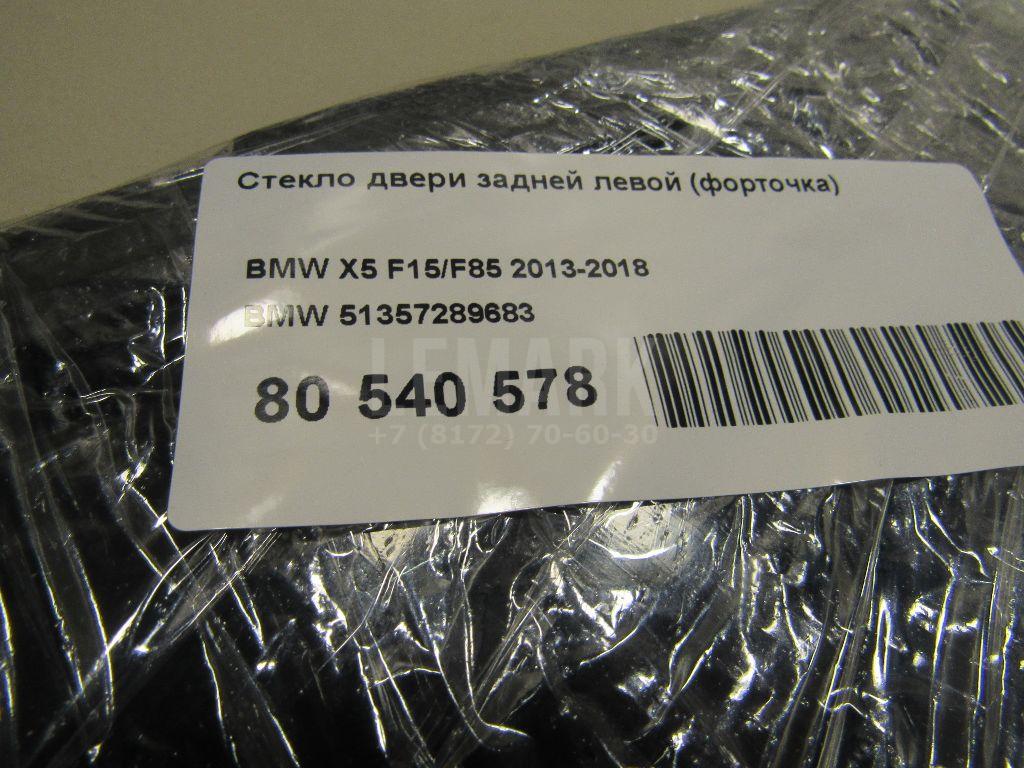 Стекло двери задней левой (форточка)
BMW X5 F15/F85 2013-2018
BMW 51357289683
80 540 578
LEMARK
+7 (8172) 70-60-30